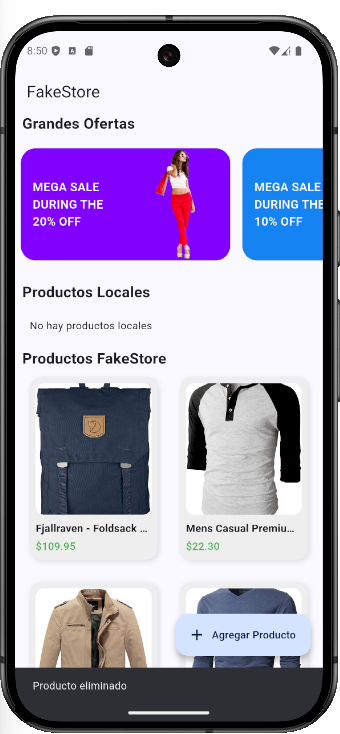 8:50
FakeStore
Grandes Ofertas
MEGA SALE
DURING THE
20% OFF
MEGA SALE
DURING THE
10% OFF
Productos Locales
No hay productos locales
Productos FakeStore
Fjallraven - Foldsack ...
$109.95
Mens Casual Premiu...
$22.30
+ Agregar Producto
Producto eliminado